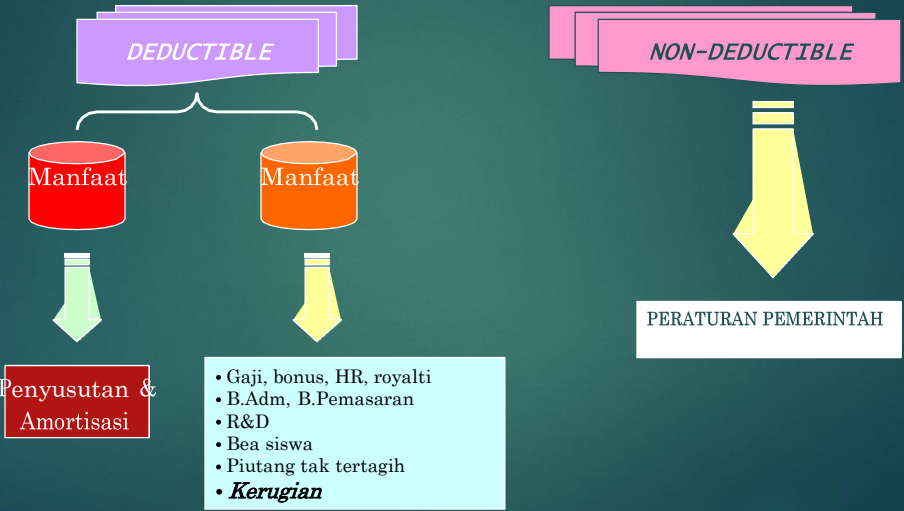 DEDUCTIBLE
NON-DEDUCTIBLE
Manfaat
Manfaat
PERATURAN PEMERINTAH
Penyusutan &
Amortisasi
• Gaji, bonus, HR, royalti
• B.Adm, B.Pemasaran
• R&D
• Bea siswa
• Piutang tak tertagih
• Kerugian